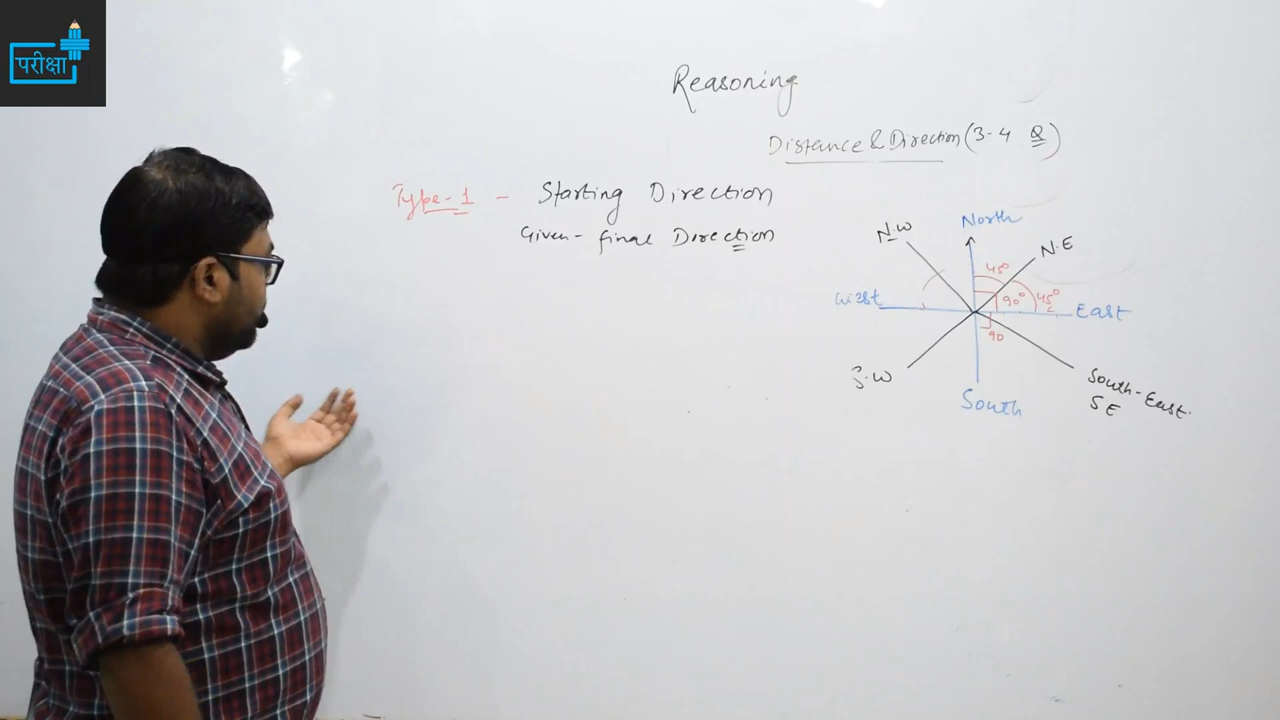 परीक्षा
Reasoning
Distance & Direction (3-4 Q)
Type-1 - Starting Direction
Given - final Direction
North
N.W
N.E
45°
West
90°
45°
East
90
S.W
South-East
SE
South